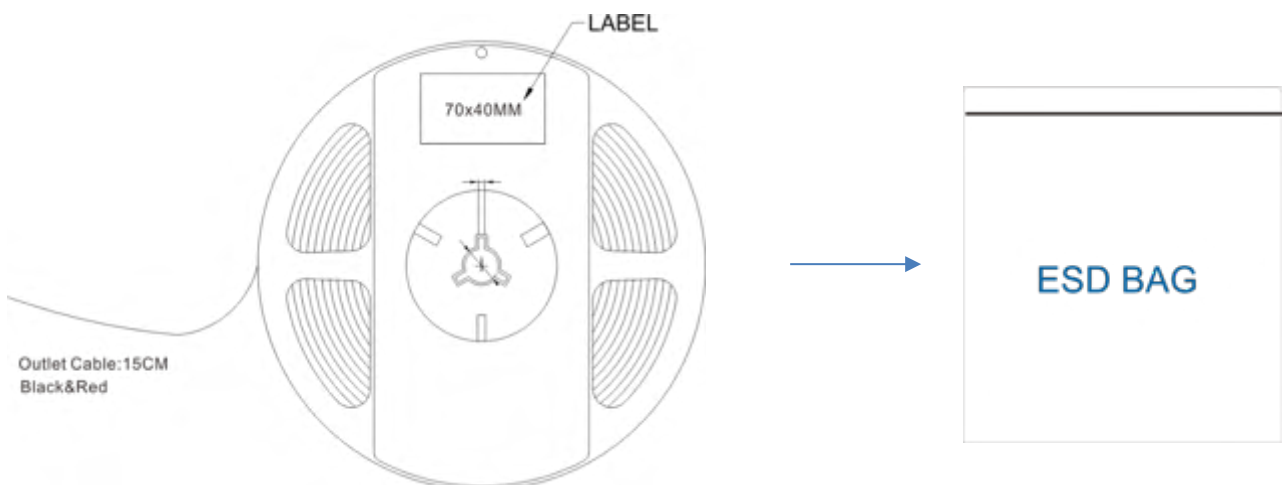 LABEL
70x40MM
ESD BAG
Outlet Cable:15CM
Black&Red